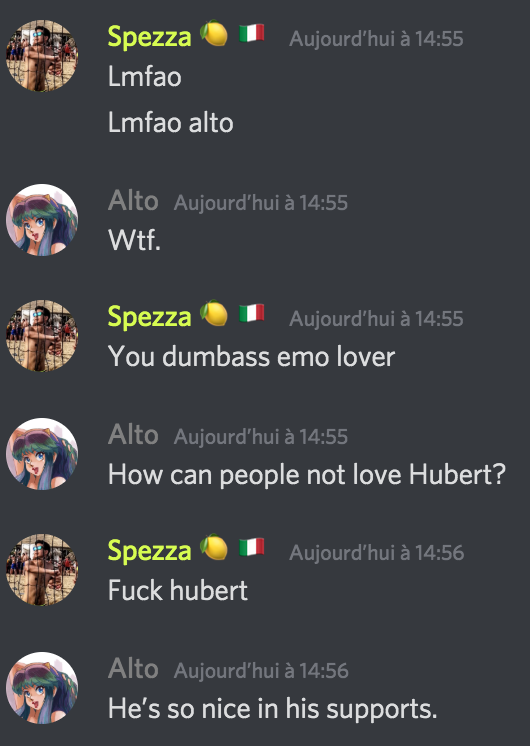 Spezza 🍋 🇮🇹 Aujourd'hui à 14:55
Lmfao
Lmfao alto
Alto Aujourd'hui à 14:55
Wtf.
Spezza 🍋 🇮🇹 Aujourd'hui à 14:55
You dumbass emo lover
Alto Aujourd'hui à 14:55
How can people not love Hubert?
Spezza 🍋 🇮🇹 Aujourd'hui à 14:56
Fuck hubert
Alto Aujourd'hui à 14:56
He's so nice in his supports.